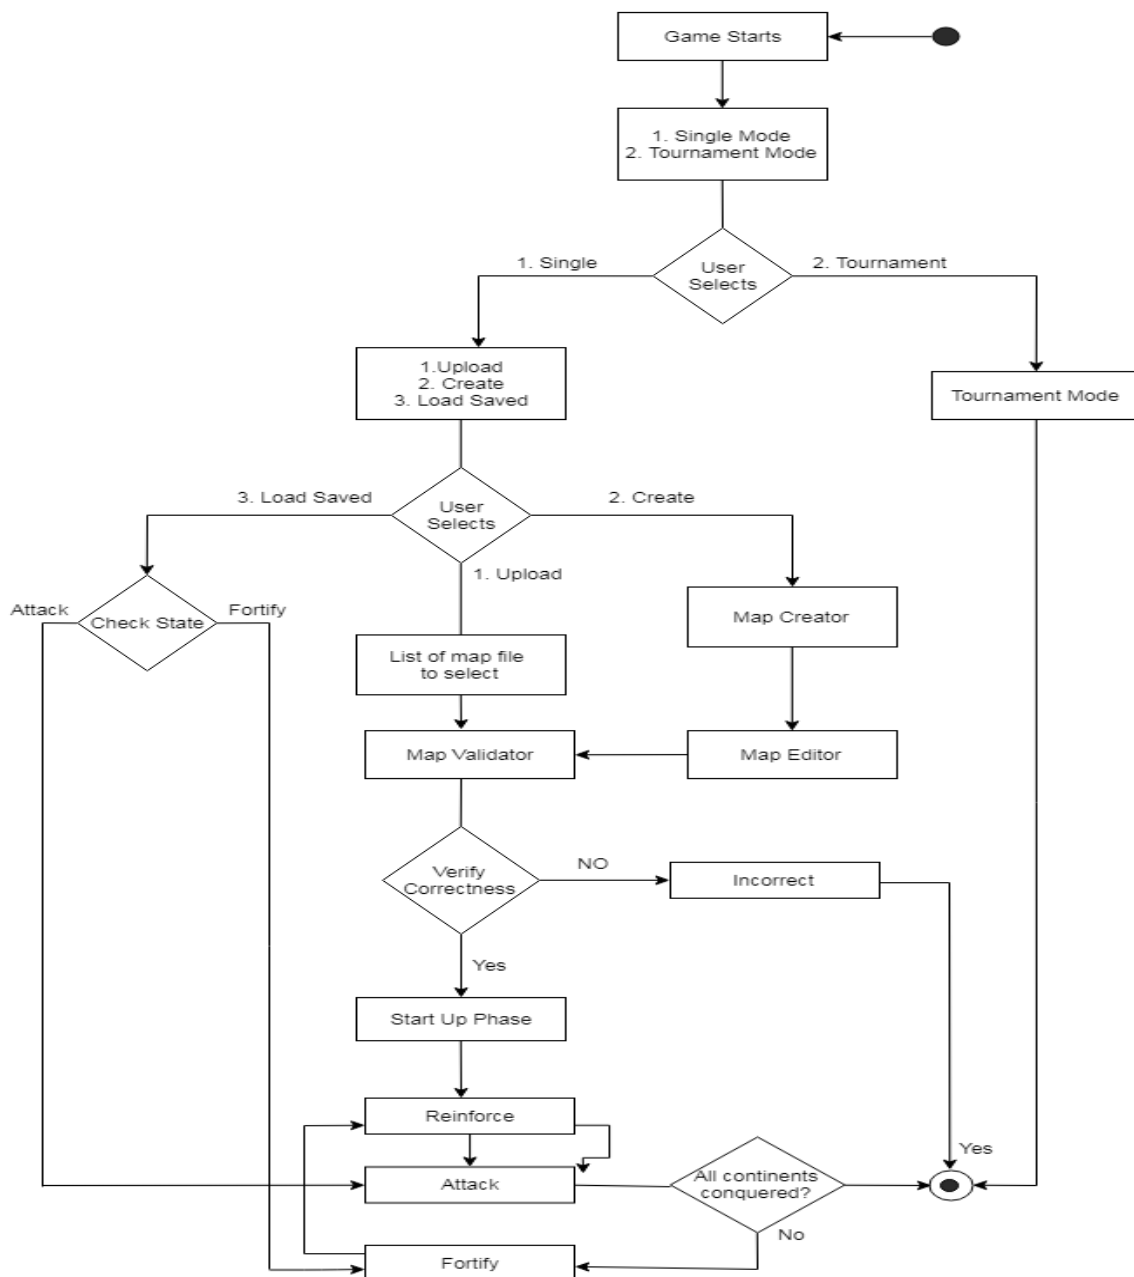 Game Starts
1. Single Mode
2. Tournament Mode
1. Single
User
Selects
2. Tournament
1.Upload
2. Create
3. Load Saved
Tournament Mode
3. Load Saved
User
Selects
2. Create
1. Upload
Attack
Check State
Fortify
Map Creator
List of map file
to select
Map Validator
Map Editor
Verify
Correctness
NO
Incorrect
Yes
Start Up Phase
Reinforce
Attack
All continents
conquered?
Yes
No
Fortify